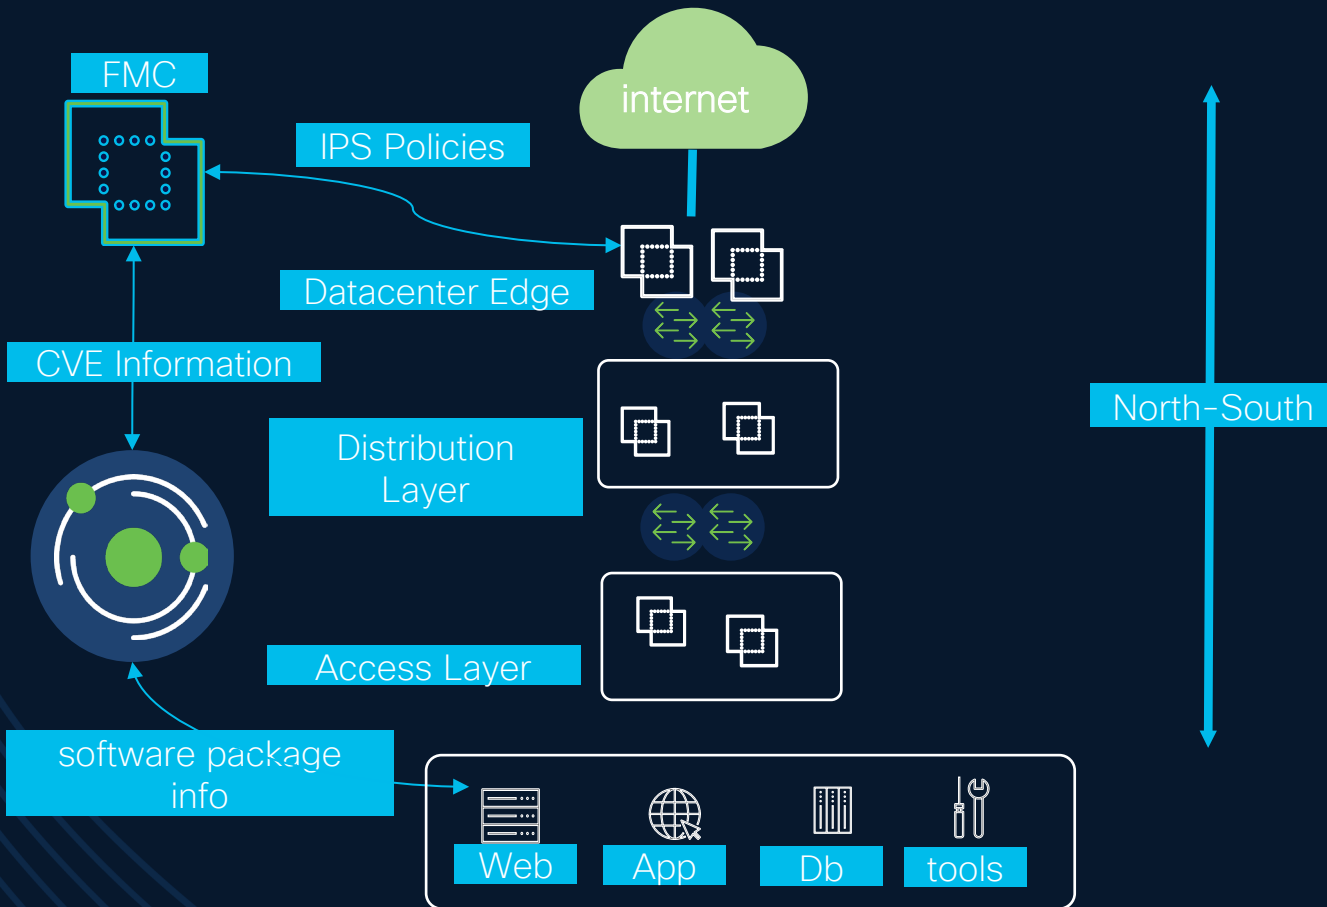 FMC
internet
IPS Policies
Datacenter Edge
CVE Information
North-South
Distribution
Layer
Access Layer
software package
info
Web
App
Db
tools